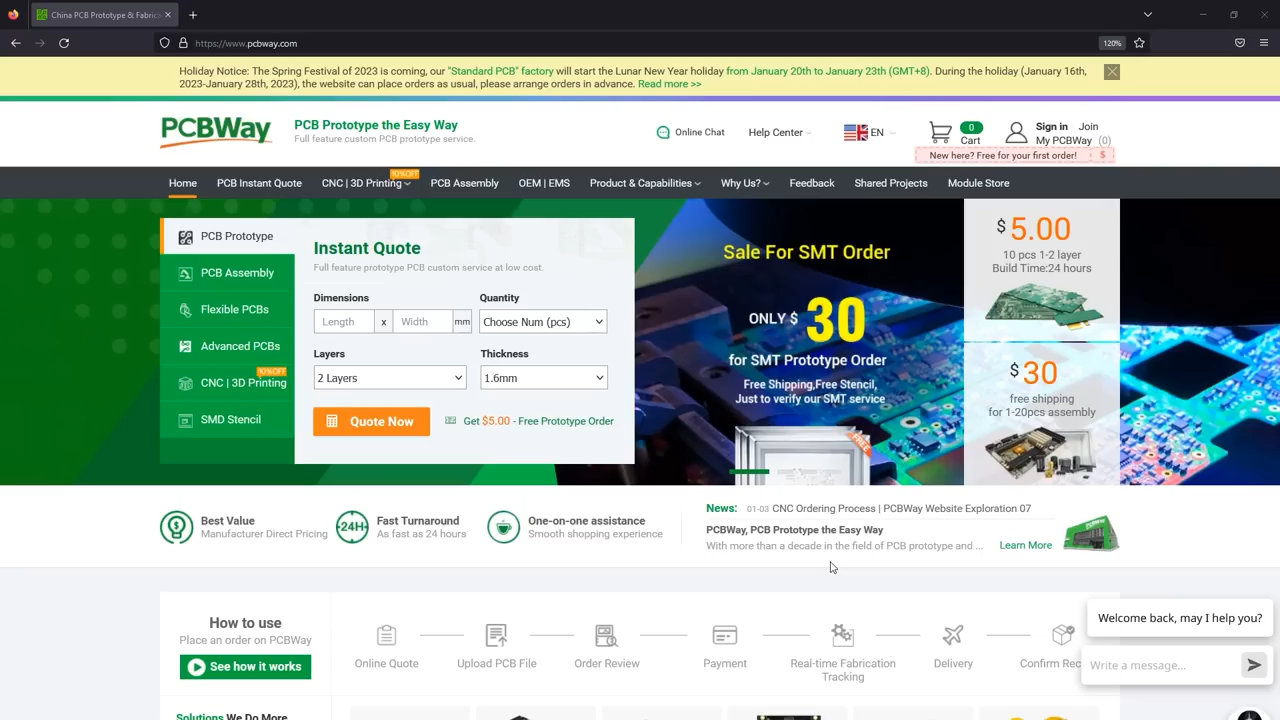 China PCB Prototype & Fabric
https://www.pcbway.com
120%
Holiday Notice: The Spring Festival of 2023 is coming, our "Standard PCB" factory will start the Lunar New Year holiday from January 20th to January 23th (GMT+8). During the holiday (January 16th,
2023-January 28th, 2023), the website can place orders as usual, please arrange orders in advance. Read more >>
PCBWay
PCB Prototype the Easy Way
Full feature custom PCB prototype service.
Online Chat
Help Center
EN
0
Cart
Sign in Join
My PCBWAY (0)
New here? Free for your first order! $
Home
PCB Instant Quote
CNC | 3D Printing
10%OFF
PCB Assembly
OEM | EMS
Product & Capabilities
Why Us?
Feedback
Shared Projects
Module Store
PCB Prototype
PCB Assembly
Flexible PCBs
Advanced PCBs
10%OFF
CNC | 3D Printing
SMD Stencil
Instant Quote
Full feature prototype PCB custom service at low cost.
Dimensions
Quantity
Length x Width mm
Choose Num (pcs)
Layers
Thickness
2 Layers
1.6mm
Quote Now
Get $5.00 - Free Prototype Order
Sale For SMT Order
ONLY $ 30
for SMT Prototype Order
Free Shipping,Free Stencil,
Just to verify our SMT service
FREE
$ 5.00
10 pcs 1-2 layer
Build Time:24 hours
$ 30
free shipping
for 1-20pcs assembly
Best Value
Manufacturer Direct Pricing
24H
Fast Turnaround
As fast as 24 hours
One-on-one assistance
Smooth shopping experience
News: 01-03 CNC Ordering Process | PCBWay Website Exploration 07
PCBWay, PCB Prototype the Easy Way
With more than a decade in the field of PCB prototype and ... Learn More
How to use
Place an order on PCBWay
See how it works
Online Quote
Upload PCB File
Order Review
Payment
Real-time Fabrication
Tracking
Delivery
Confirm Rec
Welcome back, may I help you?
Write a message...
Solutions We Do More